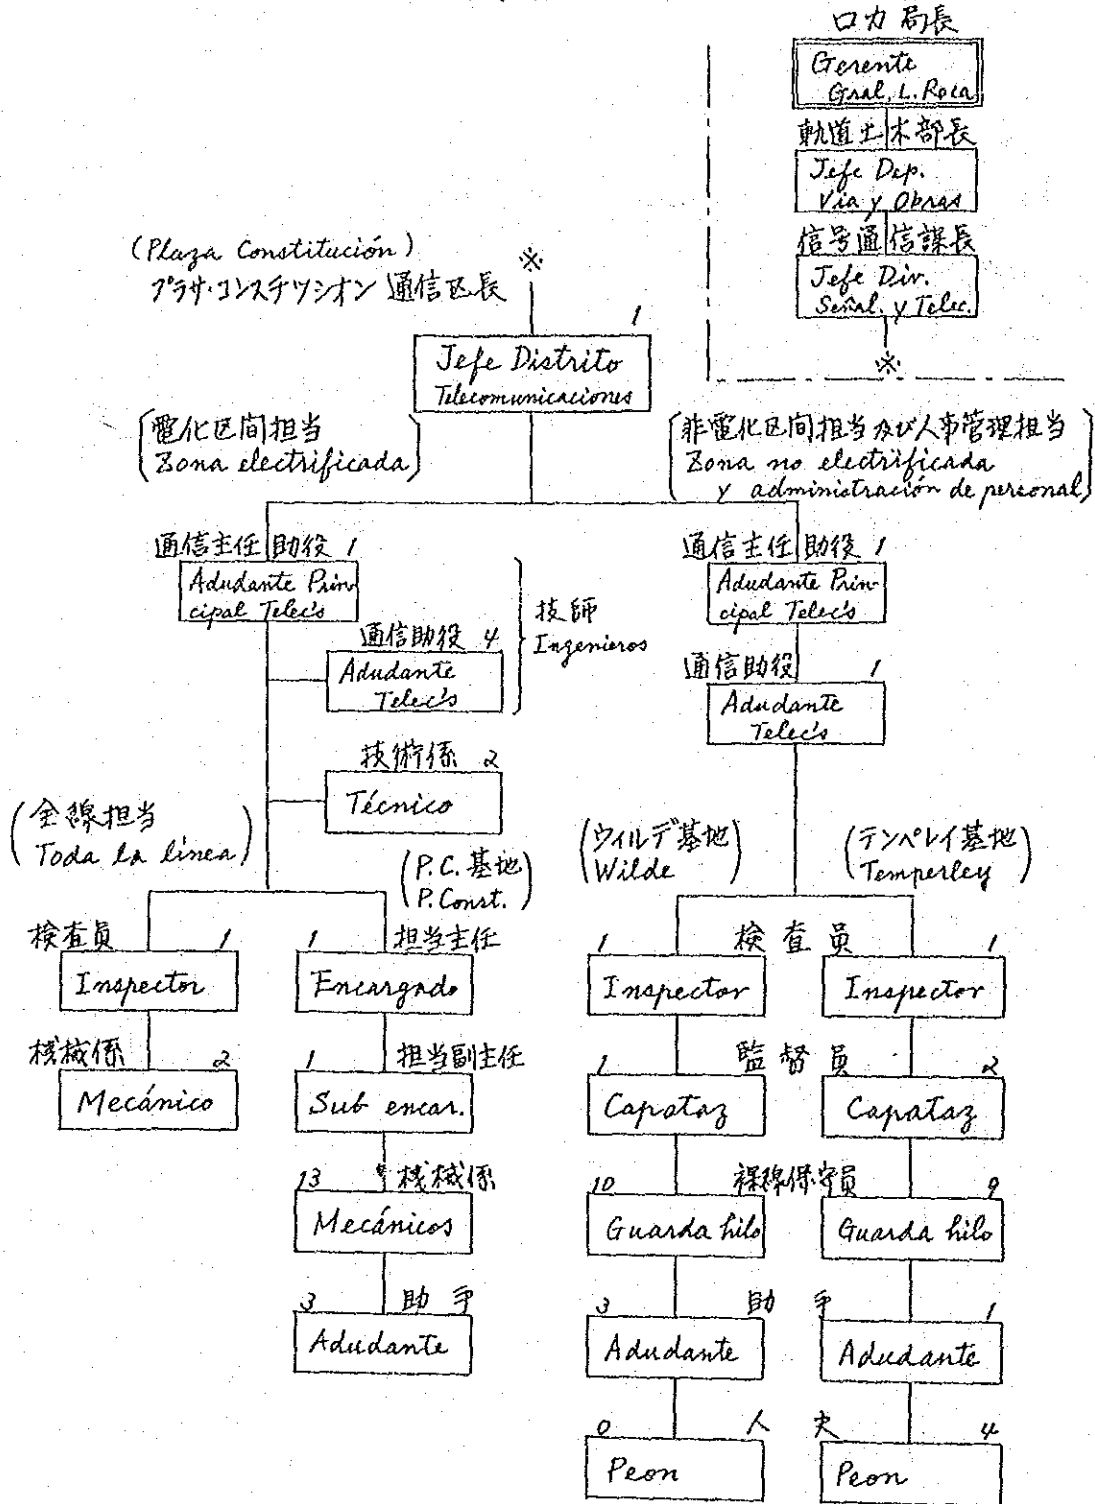 ロカ局長
Gerente
Gral. L. Roca
軌道土木部長
Jefe Dep.
Via y Obras
信号通信課長
Jefe Div.
Señal. y Telec.
※
(Plaza Constitución)
プラサ・コンスチツシオン 通信区長
※
1
Jefe Distrito
Telecomunicaciones
電化区間担当
Zona electrificada
非電化区間担当及び人事管理担当
Zona no electrificada
y administración de personal
通信主任助役 1
Adudante Prin-
cipal Telec's
通信助役 4
Adudante
Telec's
技師
Ingenieros
技術係 2
Técnico
通信主任助役 1
Adudante Prin-
cipal Telec's
通信助役 1
Adudante
Telec's
(全線担当
Toda la línea)
(P.C.基地
P.Const.)
(ウィルデ基地
Wilde)
(テンペレイ基地
Temperley)
検査員 1
Inspector
機械係 2
Mecánico
1 担当主任
Encargado
1 担当副主任
Sub encar.
13 機械係
Mecánicos
3 助手
Adudante
1 検査員 1
Inspector Inspector
1 監督員 2
Capataz Capataz
10 裸線保守員 9
Guarda hilo Guarda hilo
3 助手 1
Adudante Adudante
0 人夫 4
Peon Peon